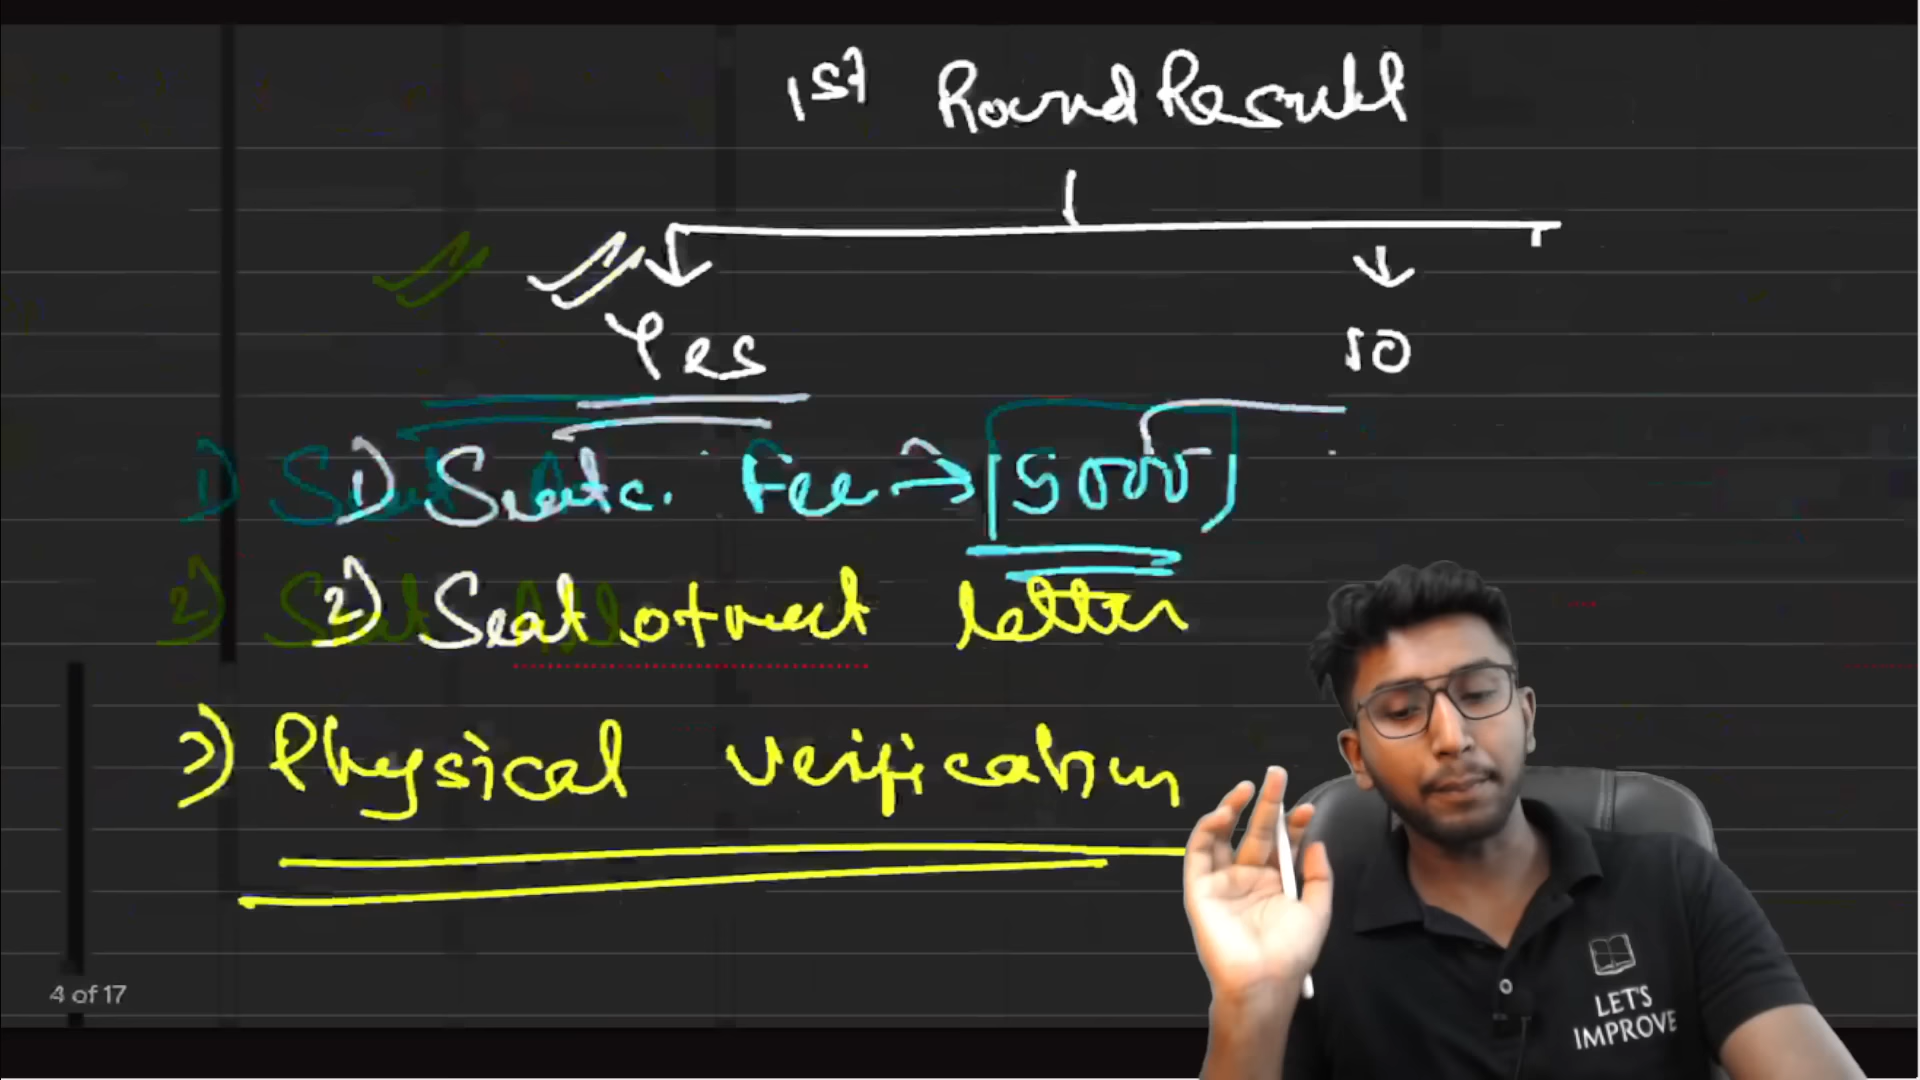 1st Round Result
Yes
no
1) Seat c. Fee → 5000
2) Seat lotment letter
3) Physical verification
4 of 17
LET'S
IMPROVE